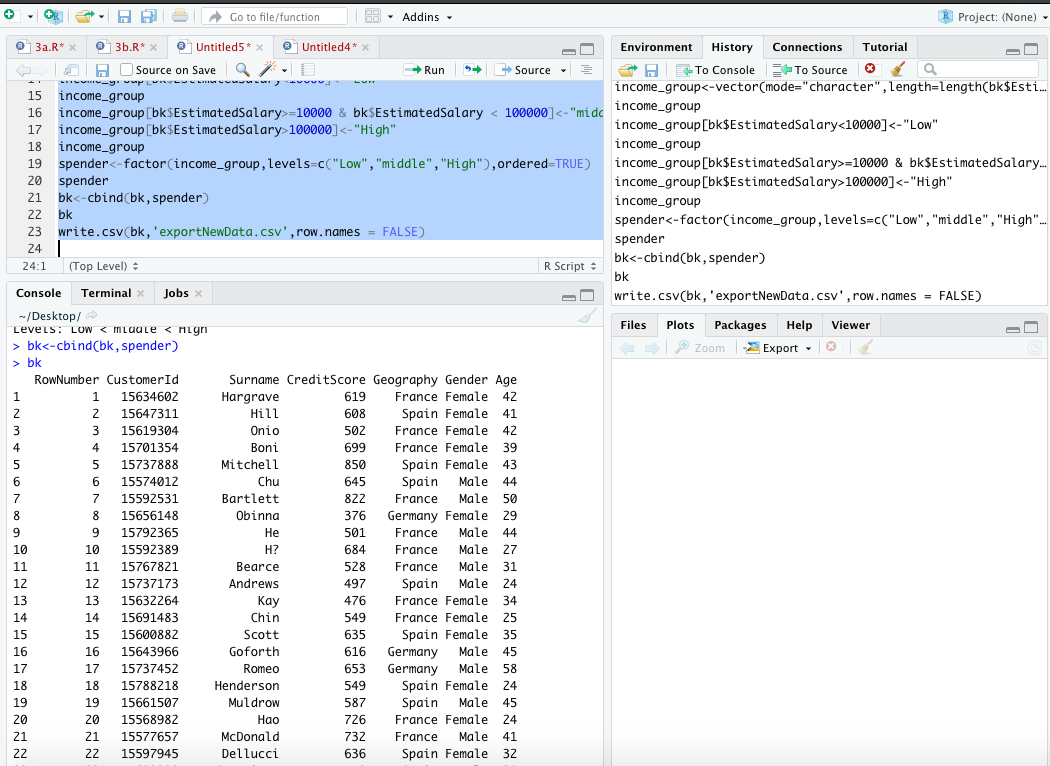 Go to file/function
Addins
Project: (None)
3a.R*
3b.R*
Untitled5*
Untitled4*
Source on Save
Run
Source
15 income_group
16 income_group[bk$EstimatedSalary>=10000 & bk$EstimatedSalary < 100000]<-"midd
17 income_group[bk$EstimatedSalary>100000]<-"High"
18 income_group
19 spender<-factor(income_group,levels=c("Low","middle","High"),ordered=TRUE)
20 spender
21 bk<-cbind(bk,spender)
22 bk
23 write.csv(bk,'exportNewData.csv',row.names = FALSE)
24
24:1 (Top Level) R Script
Console Terminal Jobs
~/Desktop/
Levels: Low < middle < High
> bk<-cbind(bk,spender)
> bk
RowNumber CustomerId Surname CreditScore Geography Gender Age
1 1 15634602 Hargrave 619 France Female 42
2 2 15647311 Hill 608 Spain Female 41
3 3 15619304 Onio 502 France Female 42
4 4 15701354 Boni 699 France Female 39
5 5 15737888 Mitchell 850 Spain Female 43
6 6 15574012 Chu 645 Spain Male 44
7 7 15592531 Bartlett 822 France Male 50
8 8 15656148 Obinna 376 Germany Female 29
9 9 15792365 He 501 France Male 44
10 10 15592389 H? 684 France Male 27
11 11 15767821 Bearce 528 France Male 31
12 12 15737173 Andrews 497 Spain Male 24
13 13 15632264 Kay 476 France Female 34
14 14 15691483 Chin 549 France Female 25
15 15 15600882 Scott 635 Spain Female 35
16 16 15643966 Goforth 616 Germany Male 45
17 17 15737452 Romeo 653 Germany Male 58
18 18 15788218 Henderson 549 Spain Female 24
19 19 15661507 Muldrow 587 Spain Male 45
20 20 15568982 Hao 726 France Female 24
21 21 15577657 McDonald 732 France Male 41
22 22 15597945 Dellucci 636 Spain Female 32
Environment History Connections Tutorial
To Console To Source
income_group<-vector(mode="character",length=length(bk$Esti…
income_group
income_group[bk$EstimatedSalary<10000]<-"Low"
income_group
income_group[bk$EstimatedSalary>=10000 & bk$EstimatedSalary…
income_group[bk$EstimatedSalary>100000]<-"High"
income_group
spender<-factor(income_group,levels=c("Low","middle","High"…
spender
bk<-cbind(bk,spender)
bk
write.csv(bk,'exportNewData.csv',row.names = FALSE)
Files Plots Packages Help Viewer
Zoom Export